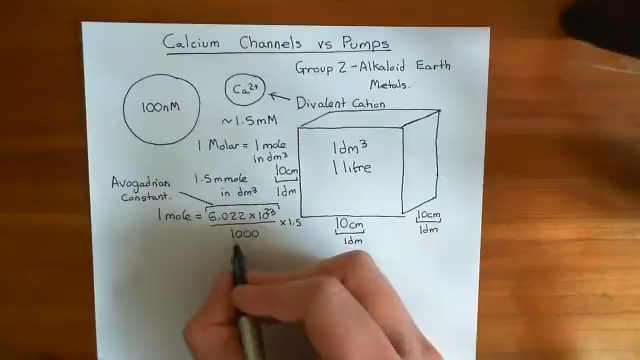 Calcium Channels vs Pumps
Group 2 - Alkaloid Earth
Metals.
Ca2+
100nM
Divalent Cation
~1.5mM
1 Molar = 1 mole
in dm³
1dm³
1 litre
10cm
1dm
1.5mmole
in dm³
Avogadrian
Constant.
1 mole = 6.022 x 10²³
x 1.5
1000
10cm
1dm
10cm
1dm